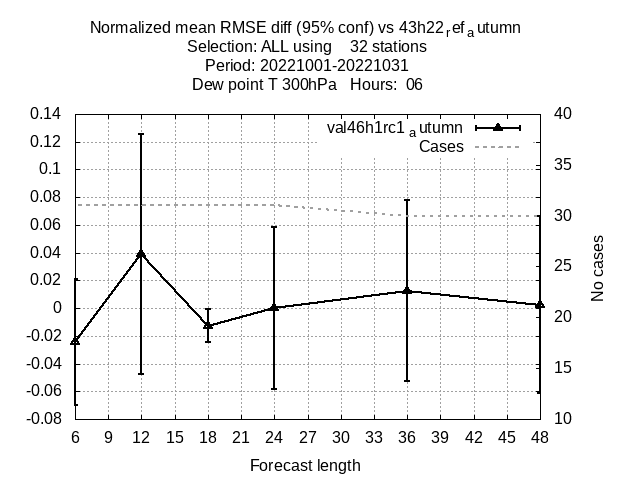 Normalized mean RMSE diff (95% conf) vs 43h22refautumn
Selection: ALL using 32 stations
Period: 20221001-20221031
Dew point T 300hPa Hours: 06
val46h1rc1autumn
Cases
0.14
0.12
0.1
0.08
0.06
0.04
0.02
0
-0.02
-0.04
-0.06
-0.08
40
35
30
25
20
15
10
No cases
6 9 12 15 18 21 24 27 30 33 36 39 42 45 48
Forecast length